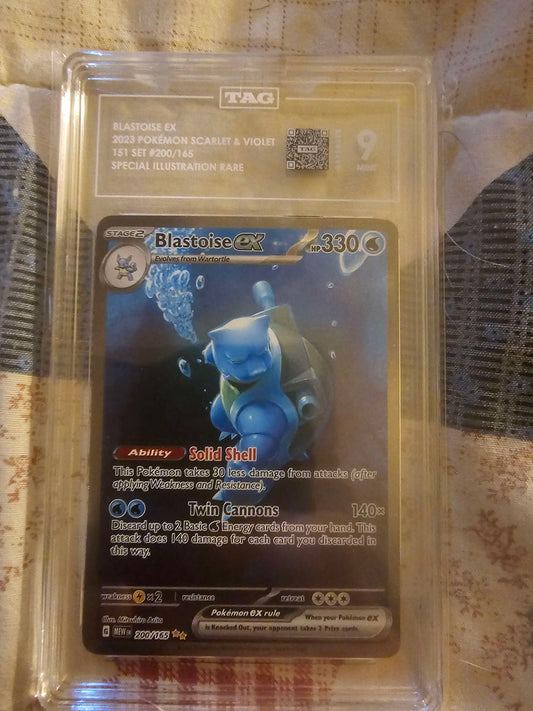 TAG
BLASTOISE EX
2023 POKÉMON SCARLET & VIOLET
151 SET #200/165
SPECIAL ILLUSTRATION RARE
TAG
9
MINT
STAGE2
Blastoise ex
HP 330
Evolves from Wartortle
Ability Solid Shell
This Pokémon takes 30 less damage from attacks (after
applying Weakness and Resistance).
Twin Cannons 140×
Discard up to 2 Basic Energy cards from your hand. This
attack does 140 damage for each card you discarded in
this way.
weakness ×2 resistance retreat
Pokémon ex rule
When your Pokémon ex
is Knocked Out, your opponent takes 2 Prize cards.
Illus. Mitsuhiro Arita
G MEW EN 200/165